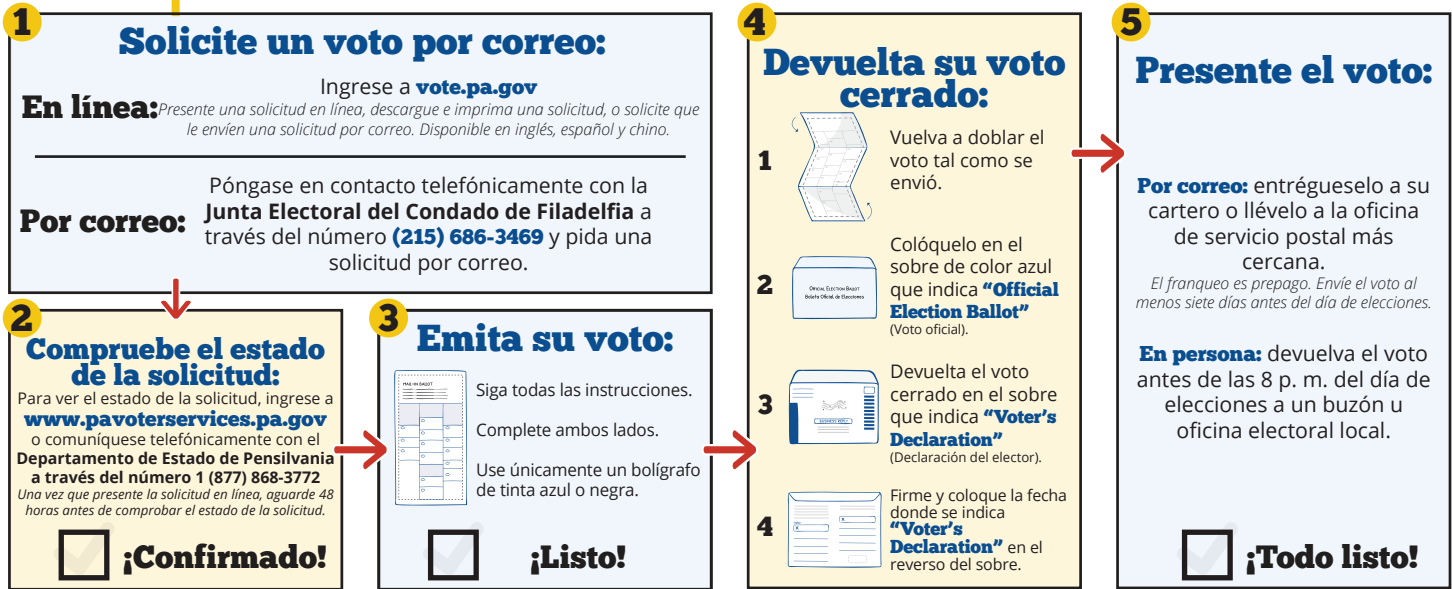 1
Solicite un voto por correo:
En línea:
Ingrese a vote.pa.gov
Presente una solicitud en línea, descargue e imprima una solicitud, o solicite que
le envíen una solicitud por correo. Disponible en inglés, español y chino.
Por correo:
Póngase en contacto telefónicamente con la
Junta Electoral del Condado de Filadelfia a
través del número (215) 686-3469 y pida una
solicitud por correo.
2
Compruebe el estado
de la solicitud:
Para ver el estado de la solicitud, ingrese a
www.pavoterservices.pa.gov
o comuníquese telefónicamente con el
Departamento de Estado de Pensilvania
a través del número 1 (877) 868-3772
Una vez que presente la solicitud en línea, aguarde 48
horas antes de comprobar el estado de la solicitud.
¡Confirmado!
3
Emita su voto:
MAIL-IN BALLOT
Siga todas las instrucciones.
Complete ambos lados.
Use únicamente un bolígrafo
de tinta azul o negra.
¡Listo!
4
Devuelta su voto
cerrado:
1
Vuelva a doblar el
voto tal como se
envió.
2
Official Election Ballot
Boleta Oficial de Elecciones
Colóquelo en el
sobre de color azul
que indica “Official
Election Ballot”
(Voto oficial).
3
BUSINESS REPLY
Devuelta el voto
cerrado en el sobre
que indica “Voter’s
Declaration”
(Declaración del elector).
4
Firme y coloque la fecha
donde se indica
“Voter’s
Declaration” en el
reverso del sobre.
5
Presente el voto:
Por correo: entrégueselo a su
cartero o llévelo a la oficina
de servicio postal más
cercana.
El franqueo es prepago. Envíe el voto al
menos siete días antes del día de elecciones.
En persona: devuelva el voto
antes de las 8 p. m. del día de
elecciones a un buzón u
oficina electoral local.
¡Todo listo!